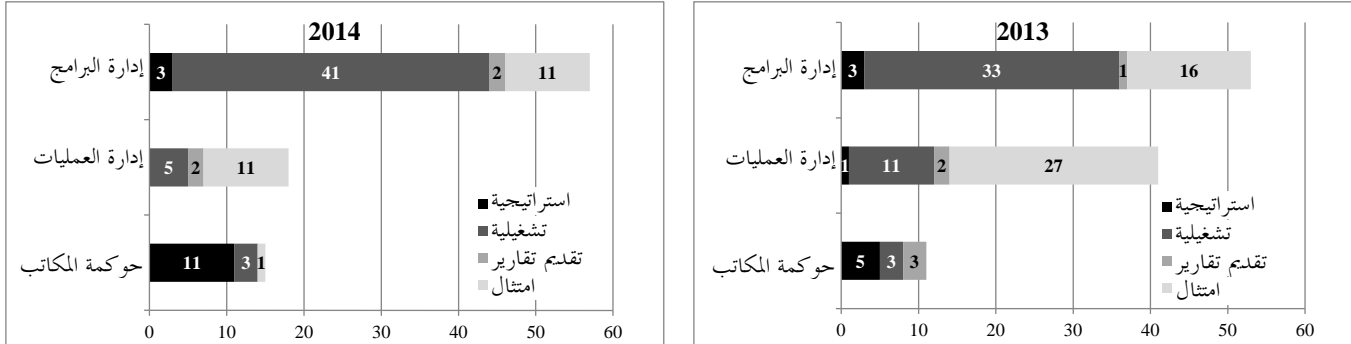 2014
0 10 20 30 40 50 60
إدارة البرامج
3 41 2 11
إدارة العمليات
5 2 11
حوكمة المكاتب
11 3 1
استراتيجية
تشغيلية
تقديم تقارير
امتثال
2013
0 10 20 30 40 50 60
إدارة البرامج
3 33 1 16
إدارة العمليات
1 11 2 27
حوكمة المكاتب
5 3 3
استراتيجية
تشغيلية
تقديم تقارير
امتثال